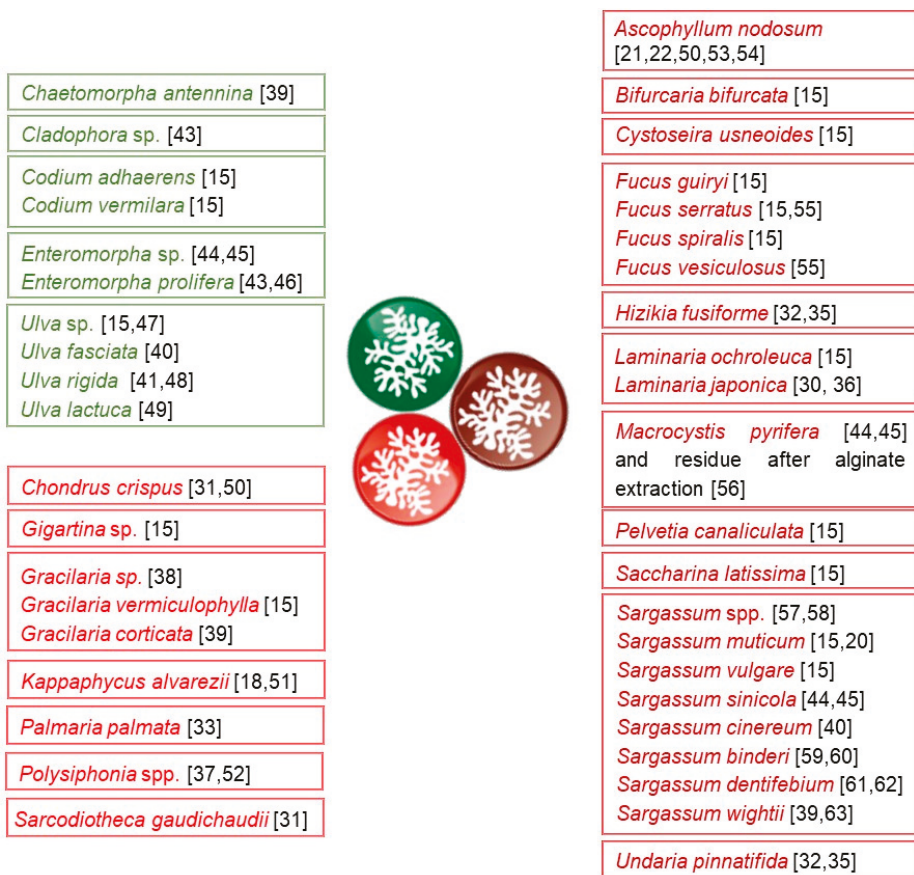 Chaetomorpha antennina [39]
Cladophora sp. [43]
Codium adhaerens [15]
Codium vermilara [15]
Enteromorpha sp. [44,45]
Enteromorpha prolifera [43,46]
Ulva sp. [15,47]
Ulva fasciata [40]
Ulva rigida [41,48]
Ulva lactuca [49]
Chondrus crispus [31,50]
Gigartina sp. [15]
Gracilaria sp. [38]
Gracilaria vermiculophylla [15]
Gracilaria corticata [39]
Kappaphycus alvarezii [18,51]
Palmaria palmata [33]
Polysiphonia spp. [37,52]
Sarcodiotheca gaudichaudii [31]
Ascophyllum nodosum
[21,22,50,53,54]
Bifurcaria bifurcata [15]
Cystoseira usneoides [15]
Fucus guiryi [15]
Fucus serratus [15,55]
Fucus spiralis [15]
Fucus vesiculosus [55]
Hizikia fusiforme [32,35]
Laminaria ochroleuca [15]
Laminaria japonica [30, 36]
Macrocystis pyrifera [44,45]
and residue after alginate
extraction [56]
Pelvetia canaliculata [15]
Saccharina latissima [15]
Sargassum spp. [57,58]
Sargassum muticum [15,20]
Sargassum vulgare [15]
Sargassum sinicola [44,45]
Sargassum cinereum [40]
Sargassum binderi [59,60]
Sargassum dentifebium [61,62]
Sargassum wightii [39,63]
Undaria pinnatifida [32,35]